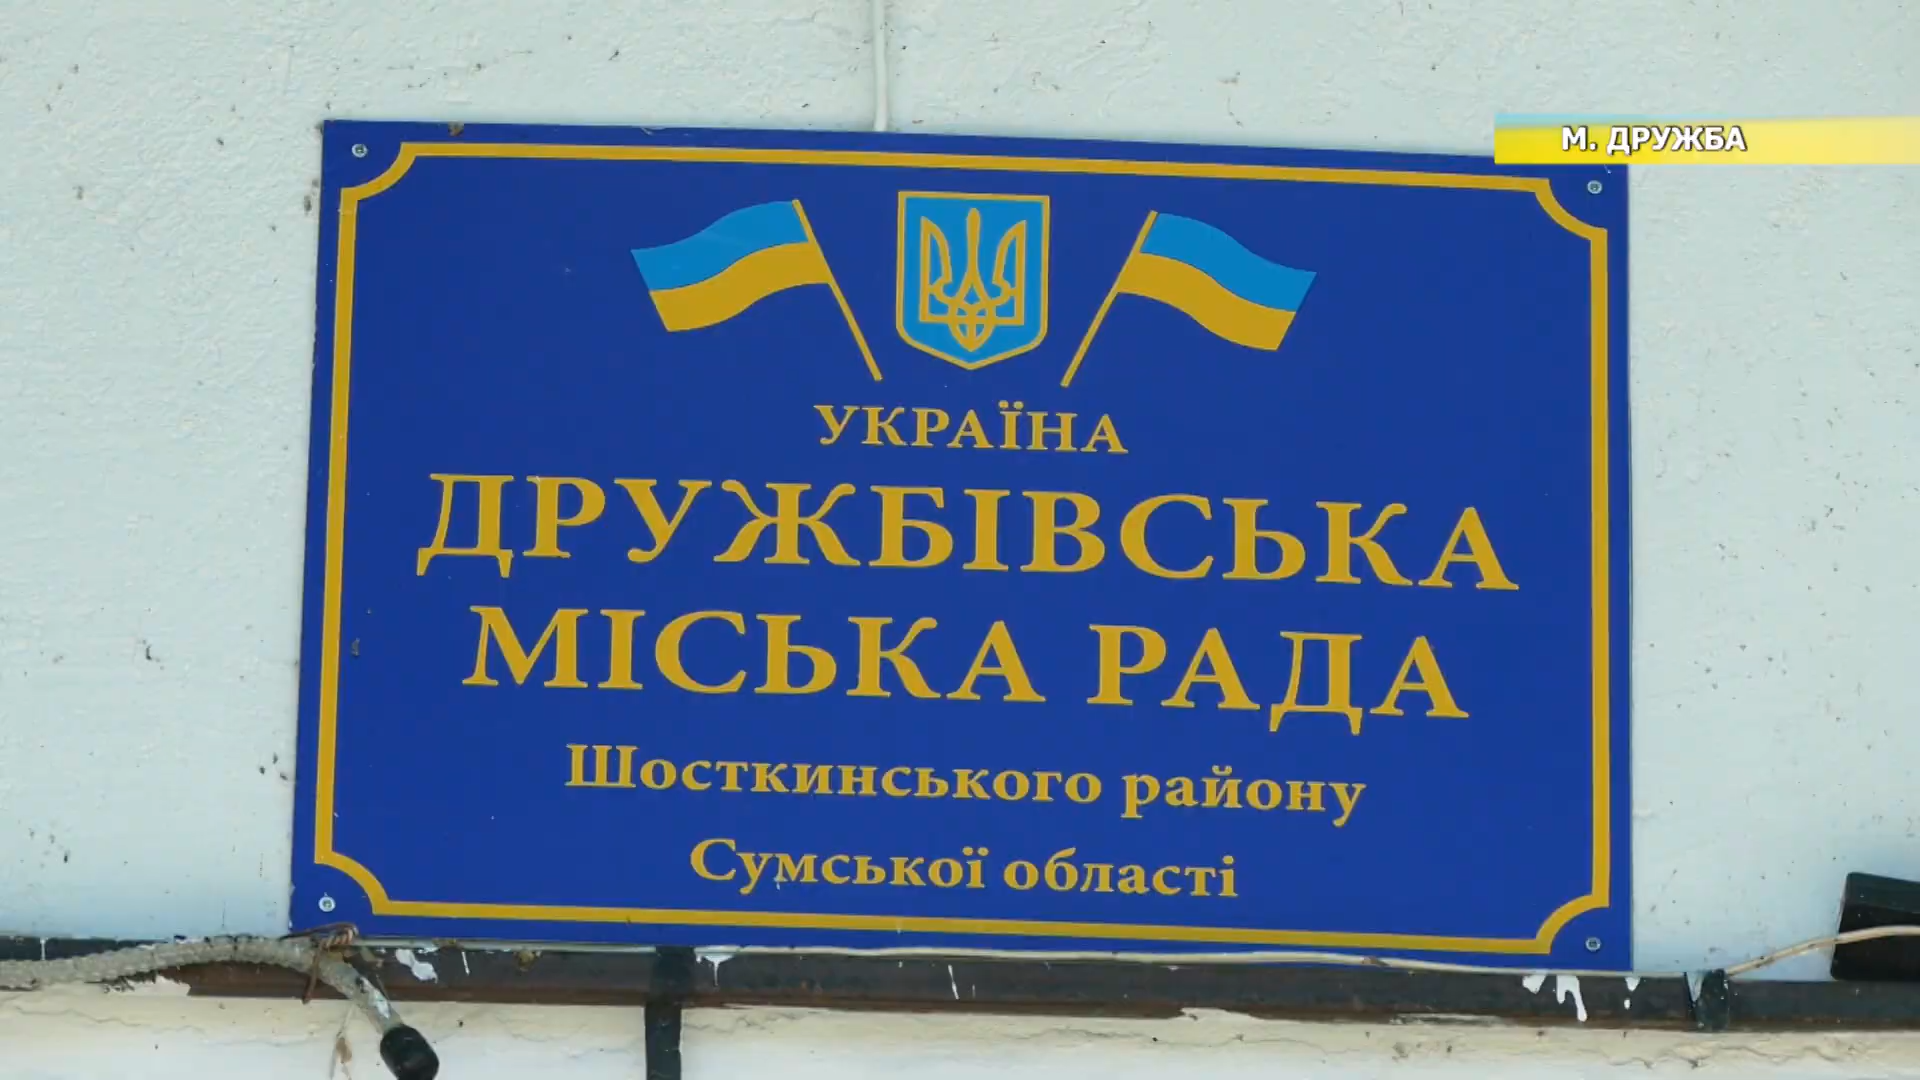 М. ДРУЖБА
УКРАЇНА
ДРУЖБІВСЬКА
МІСЬКА РАДА
Шосткинського району
Сумської області